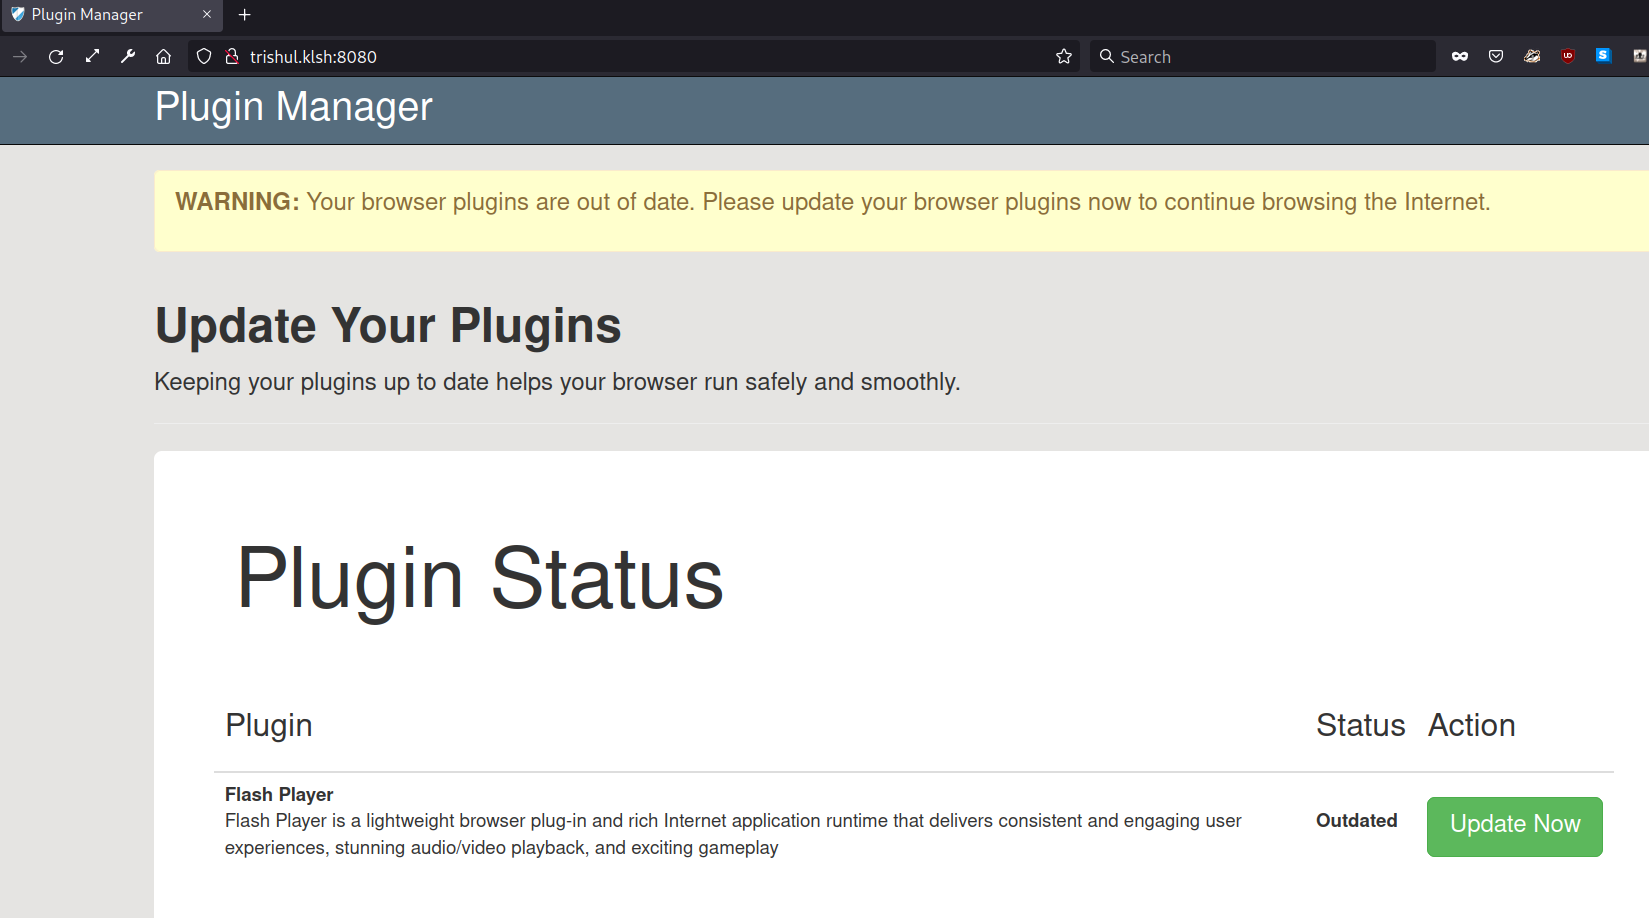 Plugin Manager
trishul.klsh:8080
Search
Plugin Manager
WARNING: Your browser plugins are out of date. Please update your browser plugins now to continue browsing the Internet.
Update Your Plugins
Keeping your plugins up to date helps your browser run safely and smoothly.
Plugin Status
Plugin Status Action
Flash Player
Flash Player is a lightweight browser plug-in and rich Internet application runtime that delivers consistent and engaging user
experiences, stunning audio/video playback, and exciting gameplay
Outdated
Update Now